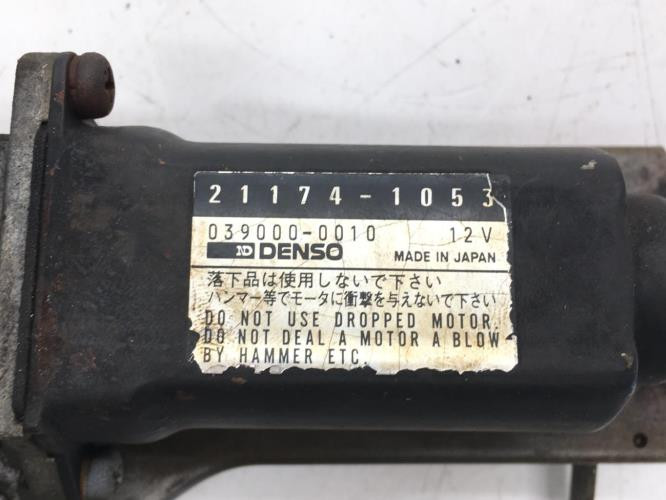 21174-1053
039000-0010 12V
ND DENSO MADE IN JAPAN
落下品は使用しないで下さい
ハンマー等でモータに衝撃を与えないで下さい
DO NOT USE DROPPED MOTOR.
DO NOT DEAL A MOTOR A BLOW
BY HAMMER ETC.